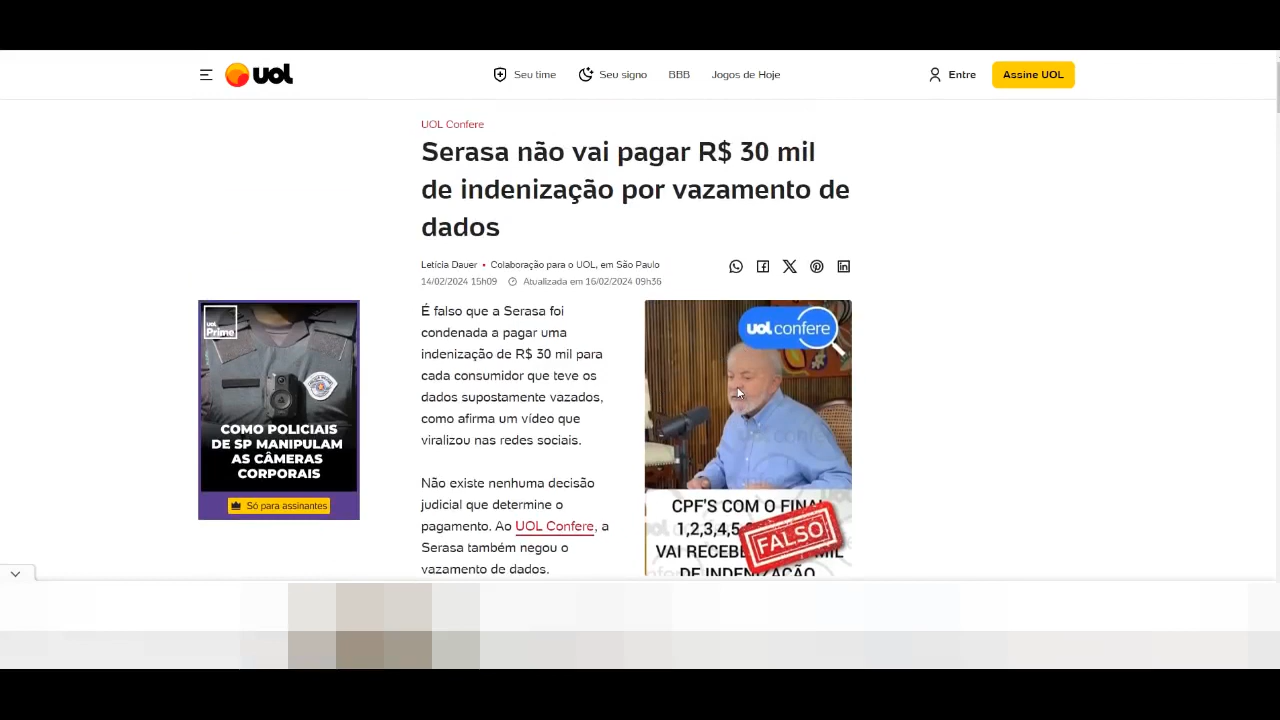 uol
Seu time
Seu signo
BBB
Jogos de Hoje
Entre
Assine UOL
UOL Confere
Serasa não vai pagar R$ 30 mil
de indenização por vazamento de
dados
Letícia Dauer • Colaboração para o UOL, em São Paulo
14/02/2024 15h09 Atualizada em 16/02/2024 09h36
É falso que a Serasa foi
condenada a pagar uma
indenização de R$ 30 mil para
cada consumidor que teve os
dados supostamente vazados,
como afirma um vídeo que
viralizou nas redes sociais.
Não existe nenhuma decisão
judicial que determine o
pagamento. Ao UOL Confere, a
Serasa também negou o
vazamento de dados.
uol confere
CPF'S COM O FINAL
1,2,3,4,5
VAI RECEBE MIL
DE INDENIZAÇÃO
FALSO
uol
Prime
COMO POLICIAIS
DE SP MANIPULAM
AS CÂMERAS
CORPORAIS
Só para assinantes